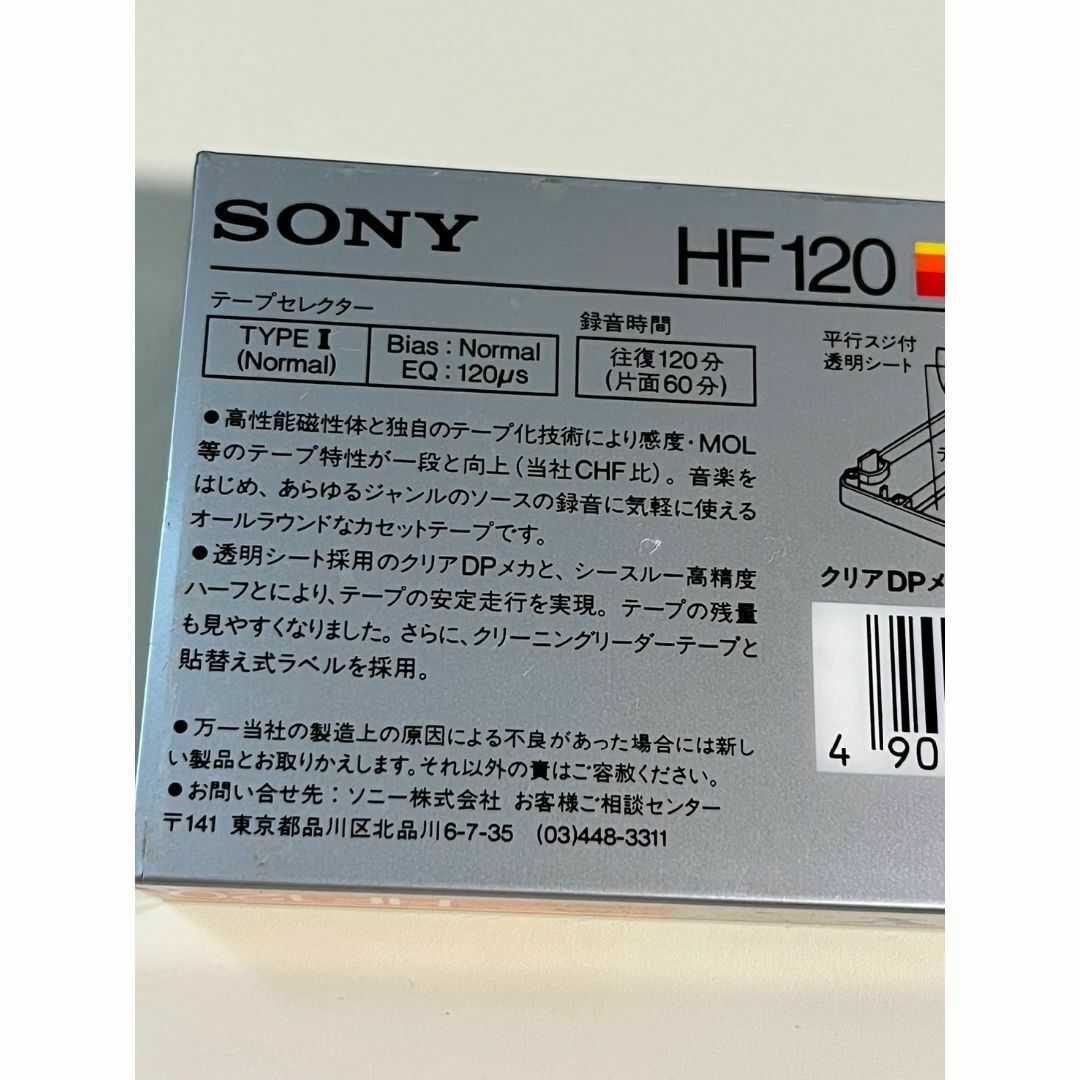 SONY
HF120
テープセレクター
TYPE I
(Normal)
Bias : Normal
EQ : 120μs
録音時間
往復120分
(片面60分)
平行スジ付
透明シート
●高性能磁性体と独自のテープ化技術により感度・MOL
等のテープ特性が一段と向上(当社CHF比)。音楽を
はじめ、あらゆるジャンルのソースの録音に気軽に使える
オールラウンドなカセットテープです。
●透明シート採用のクリアDPメカと、シースルー高精度
ハーフとにより、テープの安定走行を実現。テープの残量
も見やすくなりました。さらに、クリーニングリーダーテープと
貼替え式ラベルを採用。
クリアDPメ
4 90
●万一当社の製造上の原因による不良があった場合には新し
い製品とお取りかえします。それ以外の責はご容赦ください。
●お問い合せ先：ソニー株式会社 お客様ご相談センター
〒141 東京都品川区北品川6-7-35 (03)448-3311